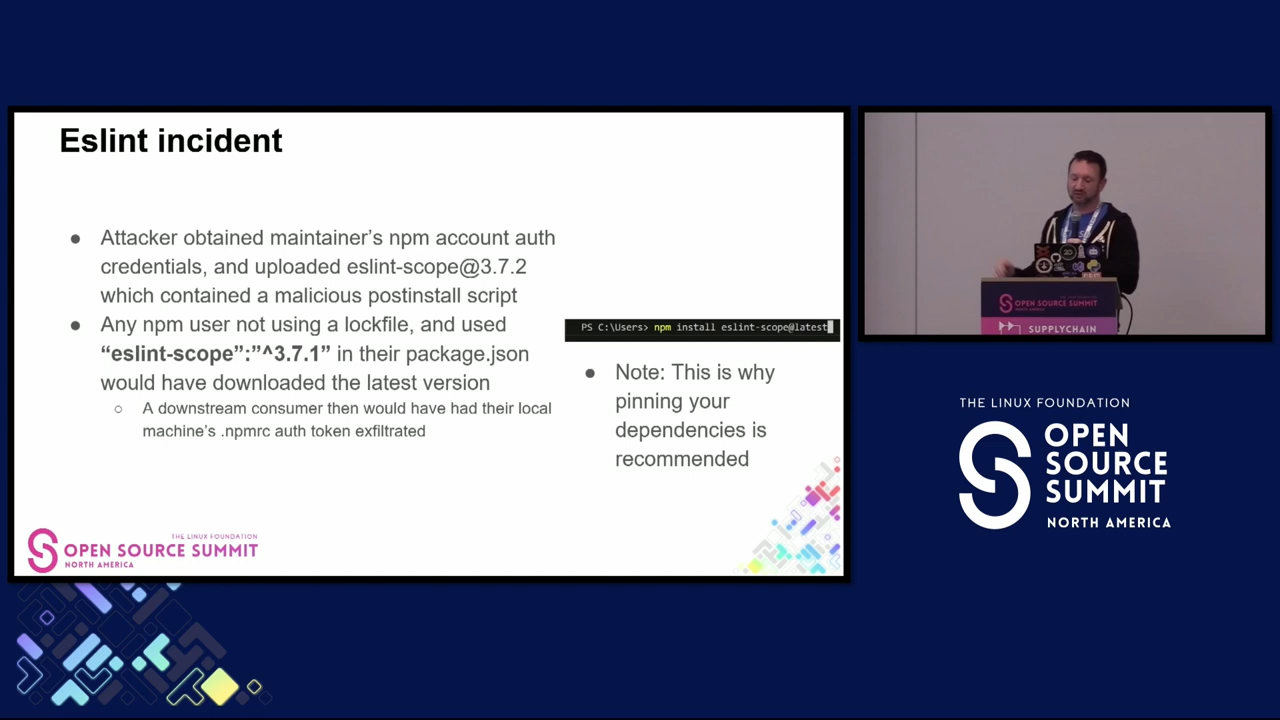 Eslint incident
● Attacker obtained maintainer’s npm account auth
credentials, and uploaded eslint-scope@3.7.2
which contained a malicious postinstall script
● Any npm user not using a lockfile, and used
“eslint-scope”:”^3.7.1” in their package.json
would have downloaded the latest version
○ A downstream consumer then would have had their local
machine’s .npmrc auth token exfiltrated
PS C:\Users> npm install eslint-scope@latest
● Note: This is why
pinning your
dependencies is
recommended
THE LINUX FOUNDATION
OPEN SOURCE SUMMIT
NORTH AMERICA
OPEN SOURCE SUMMIT
SUPPLYCHAIN
THE LINUX FOUNDATION
OPEN
SOURCE
SUMMIT
NORTH AMERICA